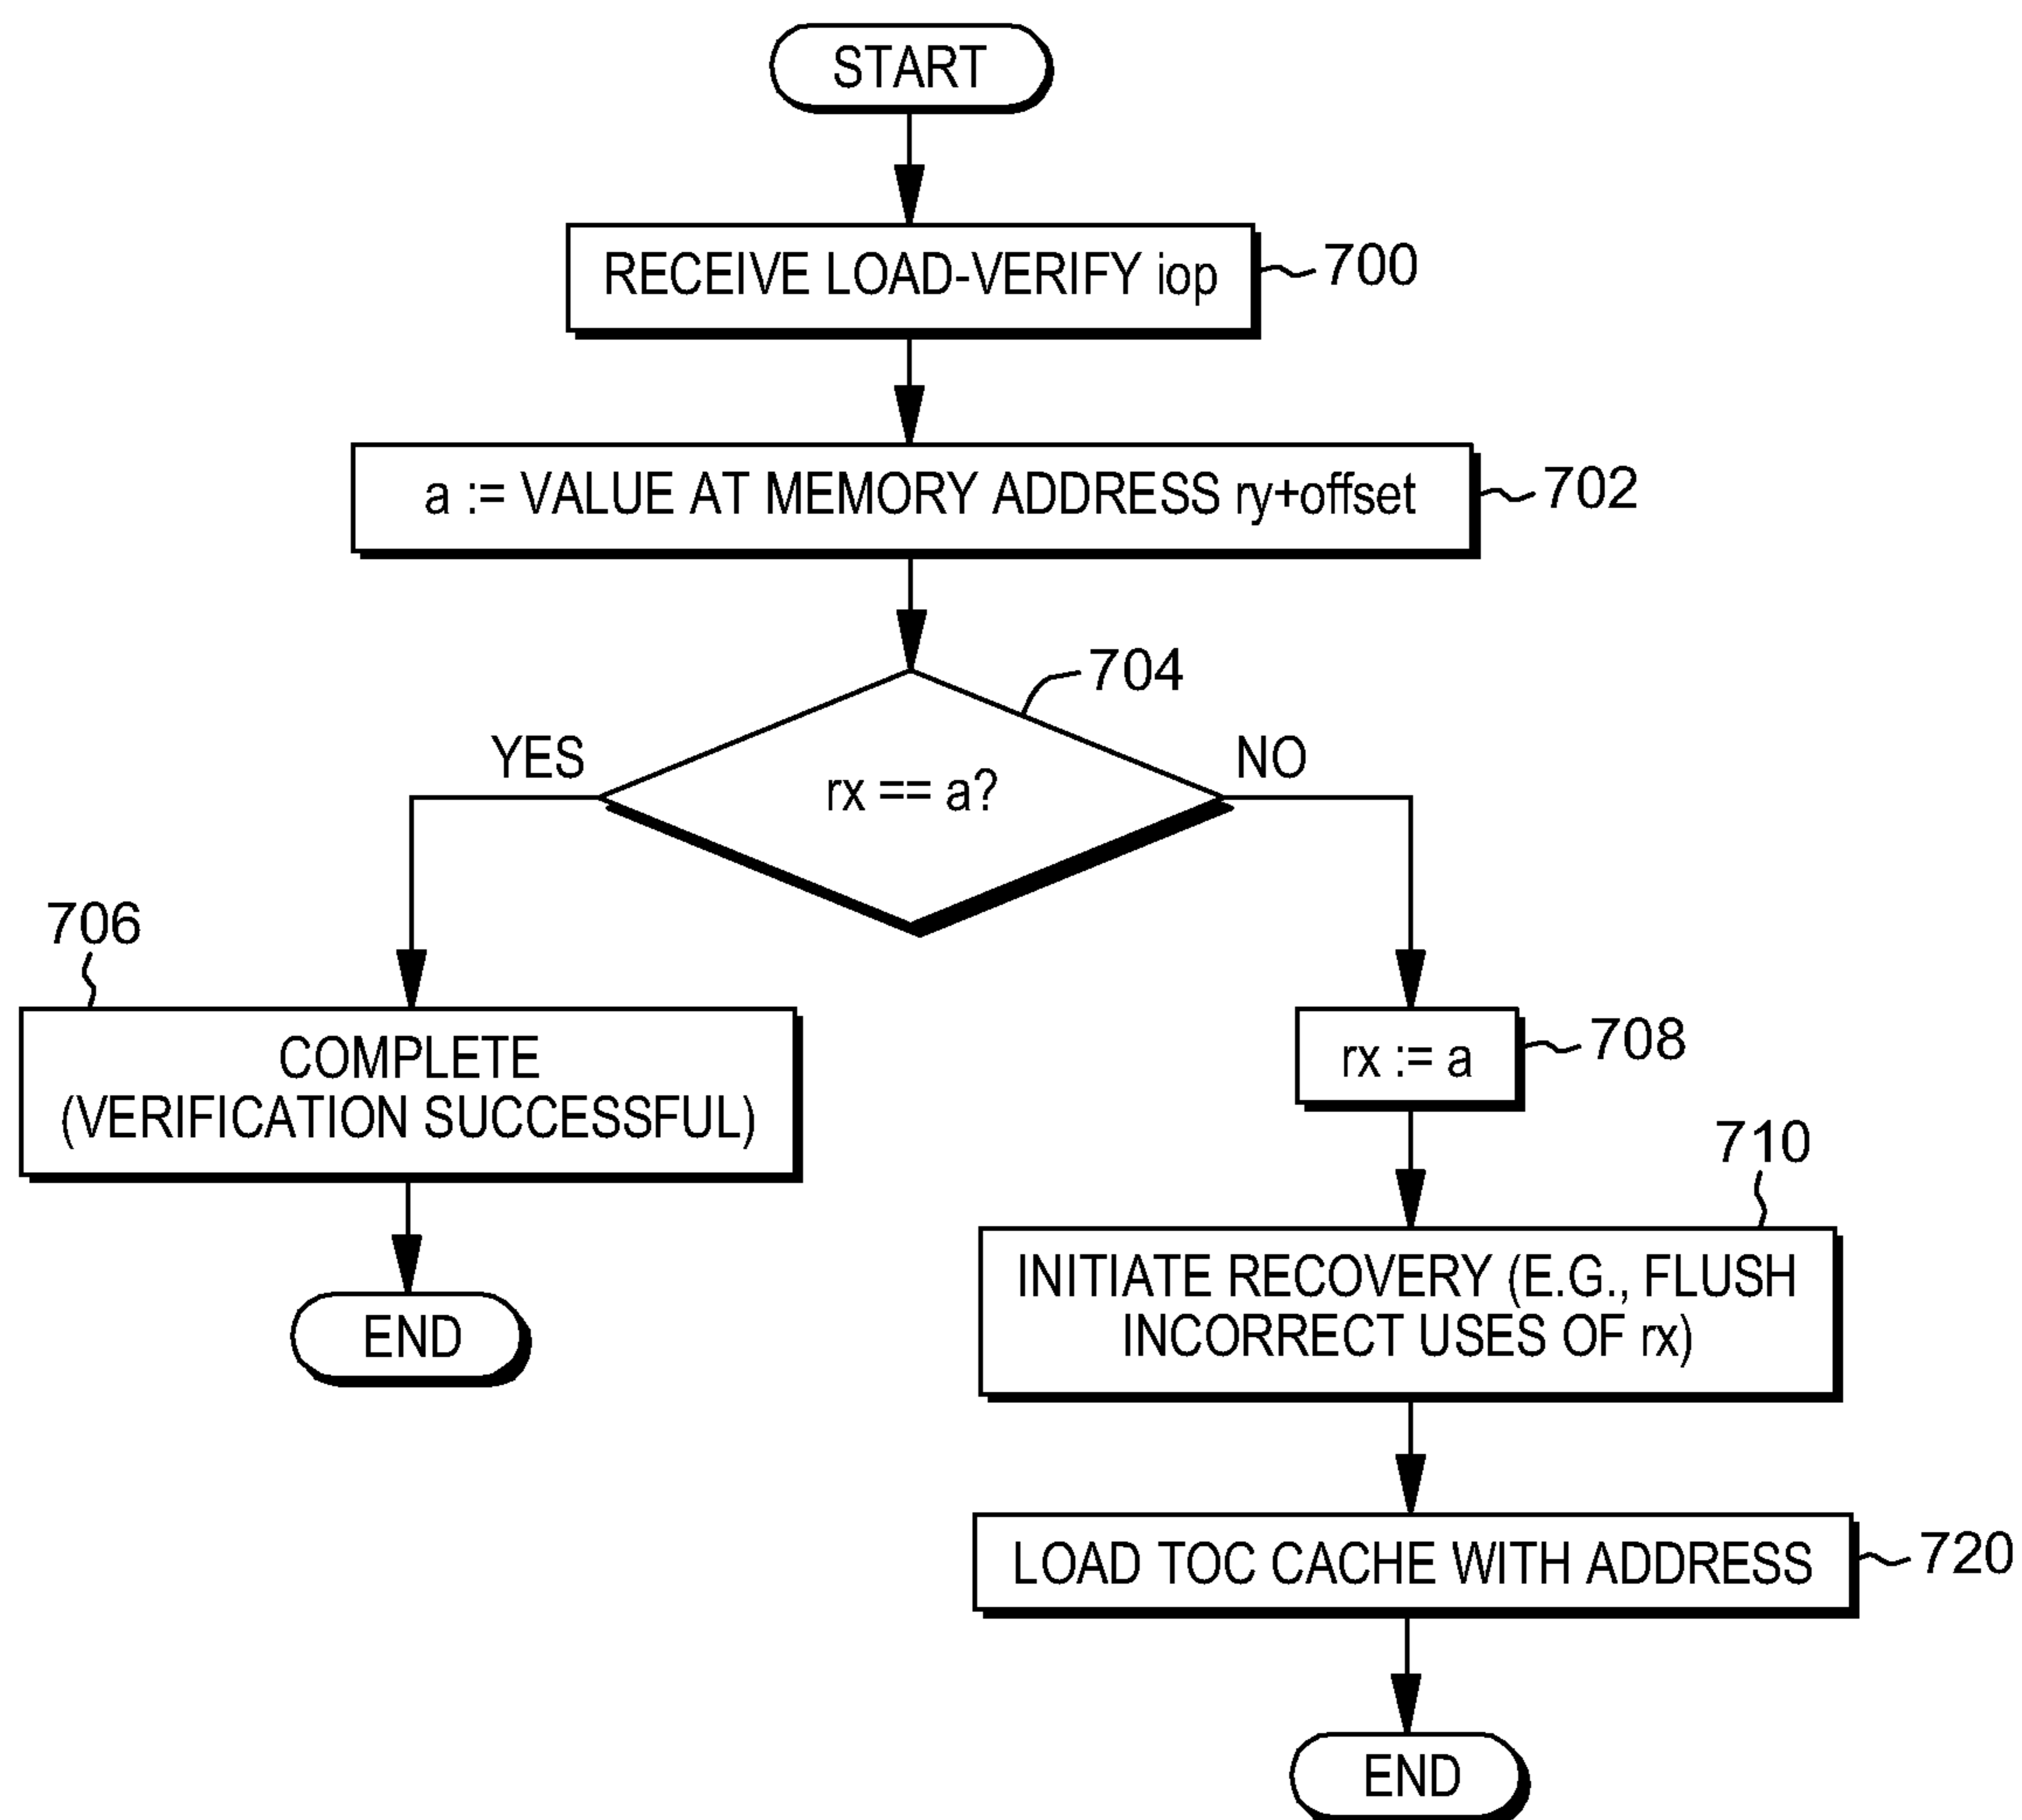 START
RECEIVE LOAD-VERIFY iop
700
a := VALUE AT MEMORY ADDRESS ry+offset
702
704
rx == a?
YES
NO
706
COMPLETE
(VERIFICATION SUCCESSFUL)
END
rx := a
708
710
INITIATE RECOVERY (E.G., FLUSH
INCORRECT USES OF rx)
LOAD TOC CACHE WITH ADDRESS
720
END